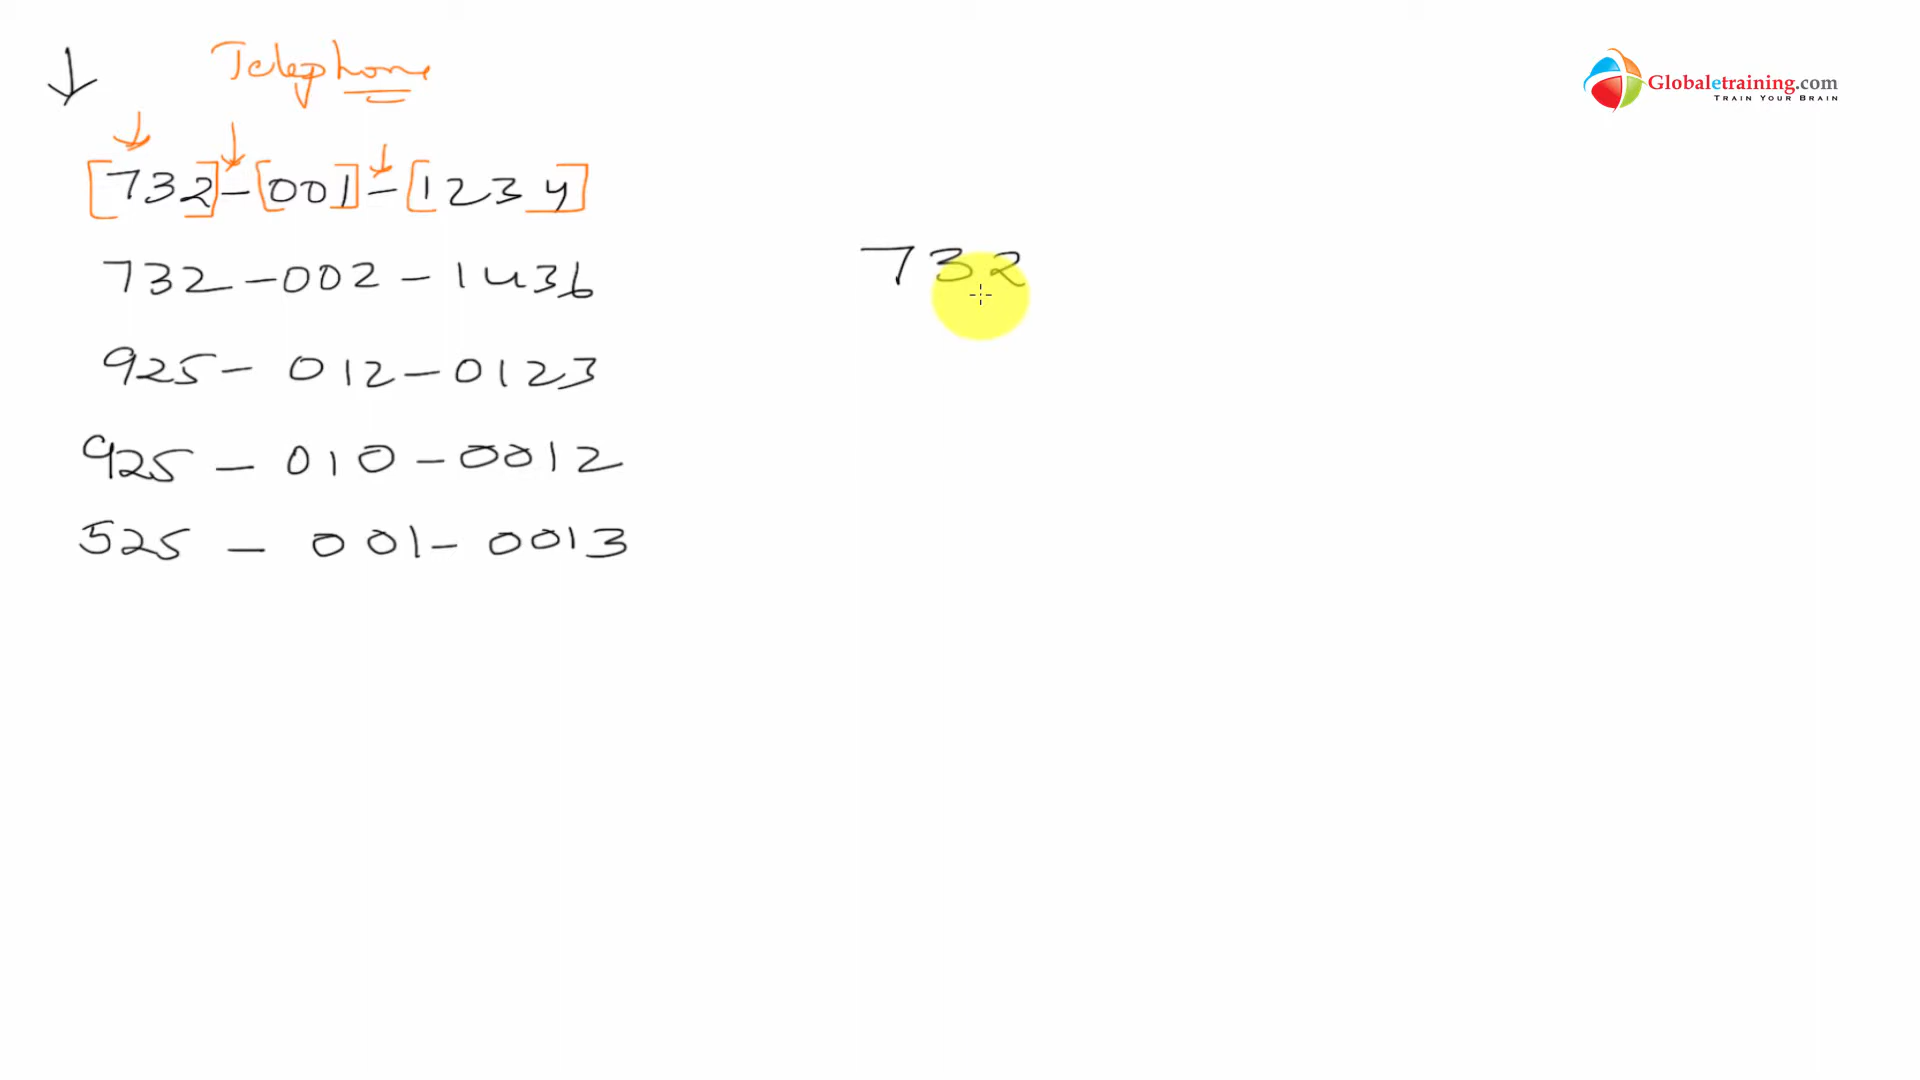 Telephone
Globaletraining.com
TRAIN YOUR BRAIN
[732]-[001]-[1234]
732-002-1436
732
925-012-0123
925-010-0012
525-001-0013